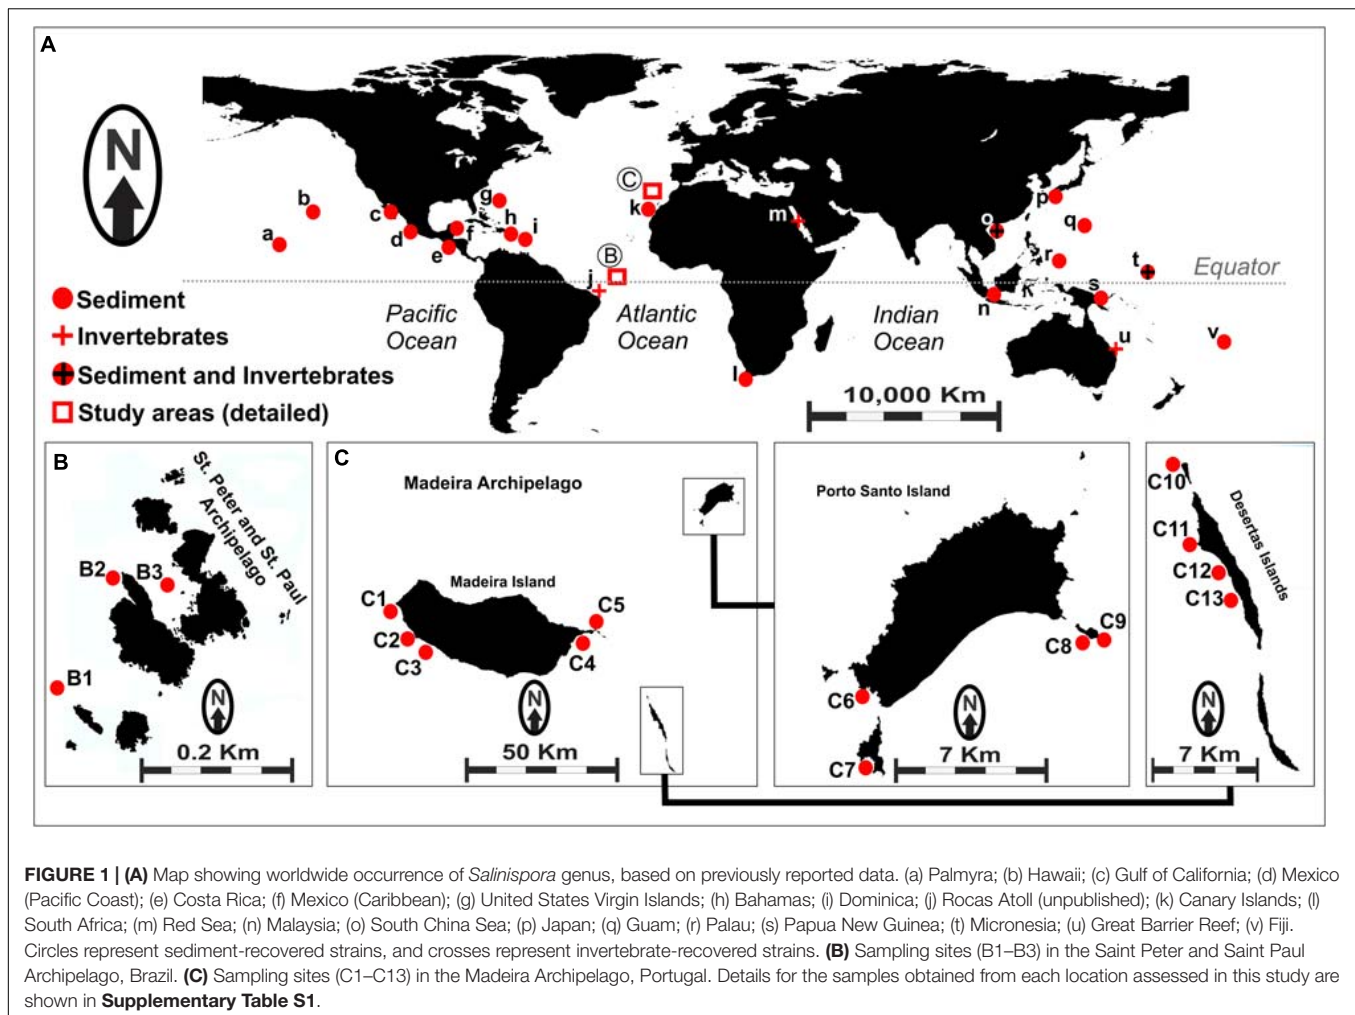 A
N
a
b
c
d
e
f
g
h
i
j
k
l
m
n
o
p
q
r
s
t
u
v
C
B
Equator
Pacific
Ocean
Atlantic
Ocean
Indian
Ocean
Sediment
Invertebrates
Sediment and Invertebrates
Study areas (detailed)
10,000 Km
B
St. Peter and St. Paul
Archipelago
B2
B3
B1
N
0.2 Km
C
Madeira Archipelago
Madeira Island
C1
C2
C3
C5
C4
N
50 Km
Porto Santo Island
C9
C8
C6
C7
N
7 Km
C10
C11
C12
C13
Desertas Islands
N
7 Km
FIGURE 1 | (A) Map showing worldwide occurrence of Salinispora genus, based on previously reported data. (a) Palmyra; (b) Hawaii; (c) Gulf of California; (d) Mexico
(Pacific Coast); (e) Costa Rica; (f) Mexico (Caribbean); (g) United States Virgin Islands; (h) Bahamas; (i) Dominica; (j) Rocas Atoll (unpublished); (k) Canary Islands; (l)
South Africa; (m) Red Sea; (n) Malaysia; (o) South China Sea; (p) Japan; (q) Guam; (r) Palau; (s) Papua New Guinea; (t) Micronesia; (u) Great Barrier Reef; (v) Fiji.
Circles represent sediment-recovered strains, and crosses represent invertebrate-recovered strains. (B) Sampling sites (B1–B3) in the Saint Peter and Saint Paul
Archipelago, Brazil. (C) Sampling sites (C1–C13) in the Madeira Archipelago, Portugal. Details for the samples obtained from each location assessed in this study are
shown in Supplementary Table S1.